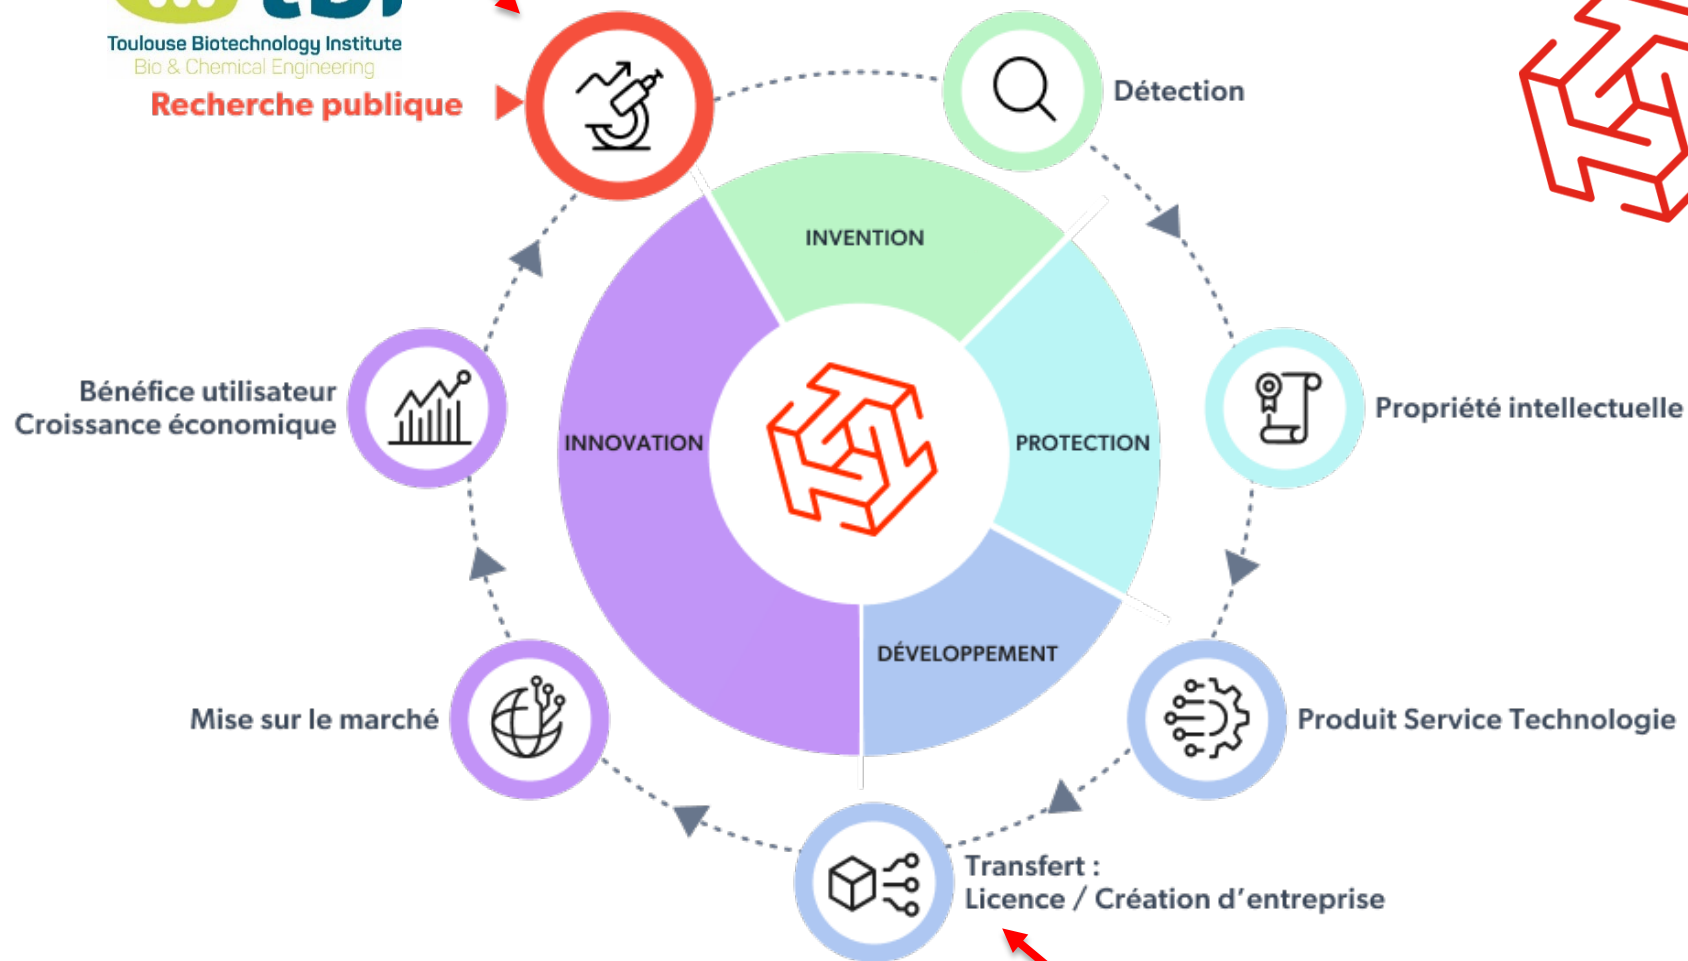 Toulouse Biotechnology Institute
Bio & Chemical Engineering
Recherche publique
Détection
INVENTION
Bénéfice utilisateur
Croissance économique
INNOVATION
PROTECTION
Propriété intellectuelle
DÉVELOPPEMENT
Mise sur le marché
Produit Service Technologie
Transfert :
Licence / Création d'entreprise